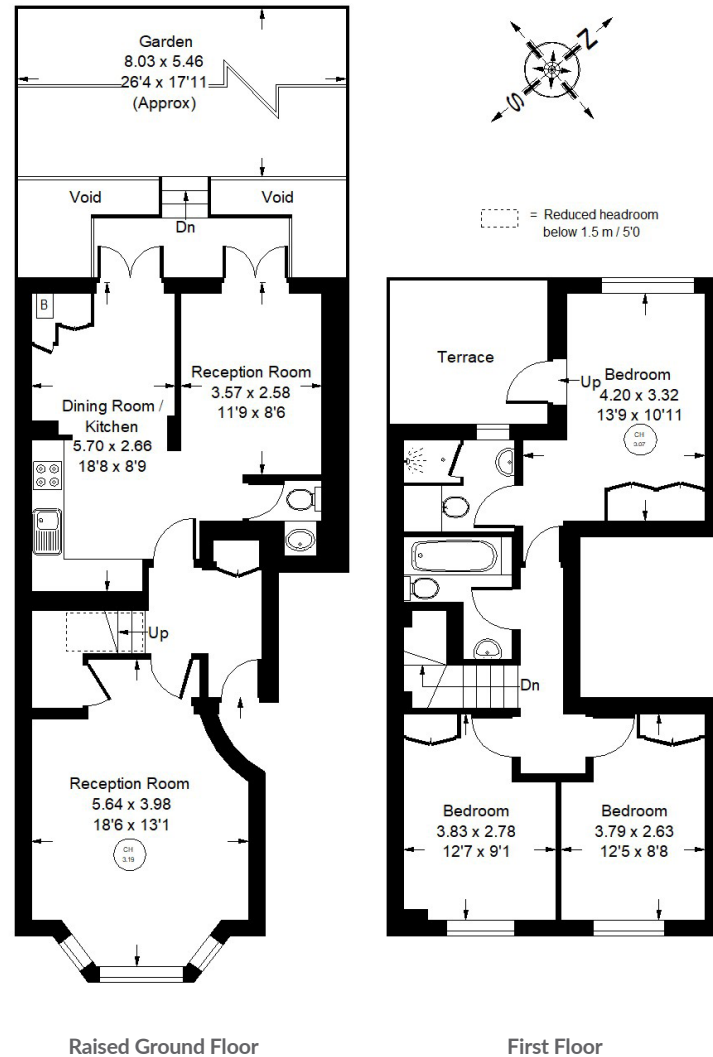 Garden
8.03 x 5.46
26'4 x 17'11
(Approx)
N
S
= Reduced headroom
below 1.5 m / 5'0
Void
Void
Dn
B
Reception Room
3.57 x 2.58
11'9 x 8'6
Dining Room /
Kitchen
5.70 x 2.66
18'8 x 8'9
Up
Reception Room
5.64 x 3.98
18'6 x 13'1
CH
3.19
Terrace
Up
Bedroom
4.20 x 3.32
13'9 x 10'11
CH
3.07
Dn
Bedroom
3.83 x 2.78
12'7 x 9'1
Bedroom
3.79 x 2.63
12'5 x 8'8
Raised Ground Floor
First Floor